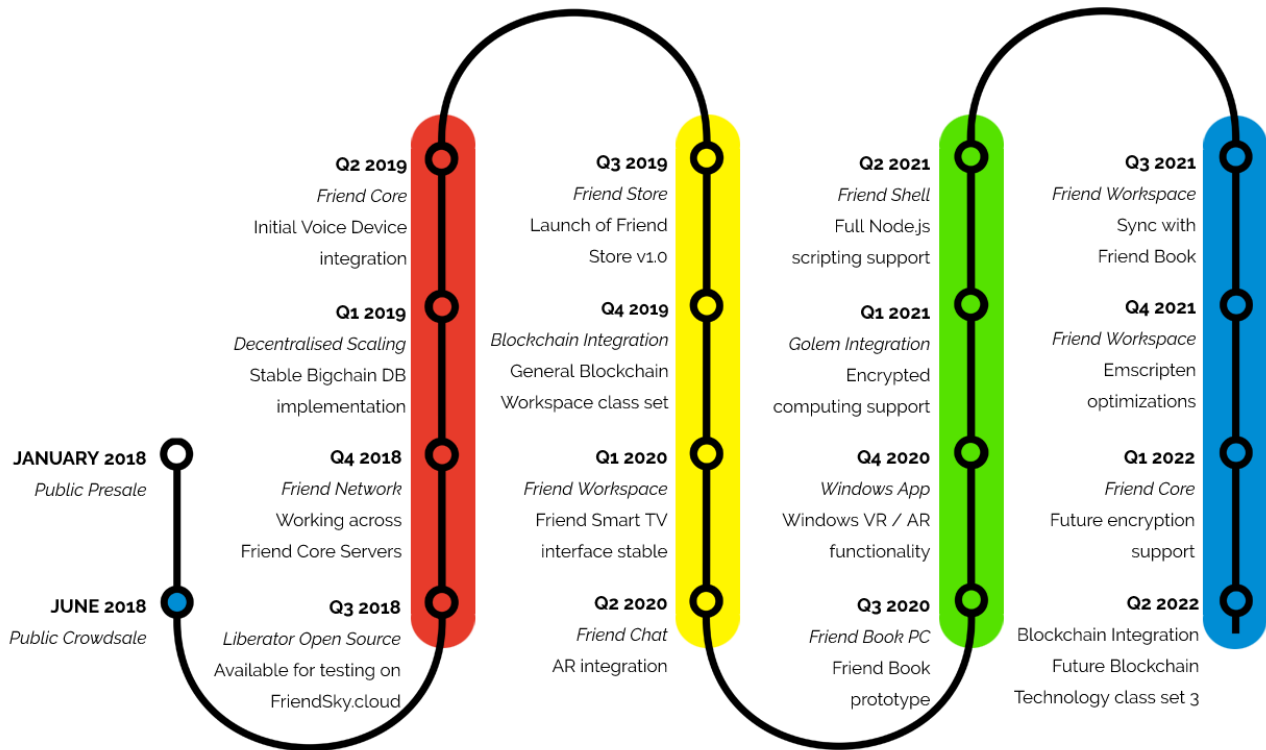 JANUARY 2018
Public Presale
JUNE 2018
Public Crowdsale
Q2 2019
Friend Core
Initial Voice Device
integration
Q1 2019
Decentralised Scaling
Stable Bigchain DB
implementation
Q4 2018
Friend Network
Working across
Friend Core Servers
Q3 2018
Liberator Open Source
Available for testing on
FriendSky.cloud
Q3 2019
Friend Store
Launch of Friend
Store v1.0
Q4 2019
Blockchain Integration
General Blockchain
Workspace class set
Q1 2020
Friend Workspace
Friend Smart TV
interface stable
Q2 2020
Friend Chat
AR integration
Q2 2021
Friend Shell
Full Node.js
scripting support
Q1 2021
Golem Integration
Encrypted
computing support
Q4 2020
Windows App
Windows VR / AR
functionality
Q3 2020
Friend Book PC
Friend Book
prototype
Q3 2021
Friend Workspace
Sync with
Friend Book
Q4 2021
Friend Workspace
Emscripten
optimizations
Q1 2022
Friend Core
Future encryption
support
Q2 2022
Blockchain Integration
Future Blockchain
Technology class set 3